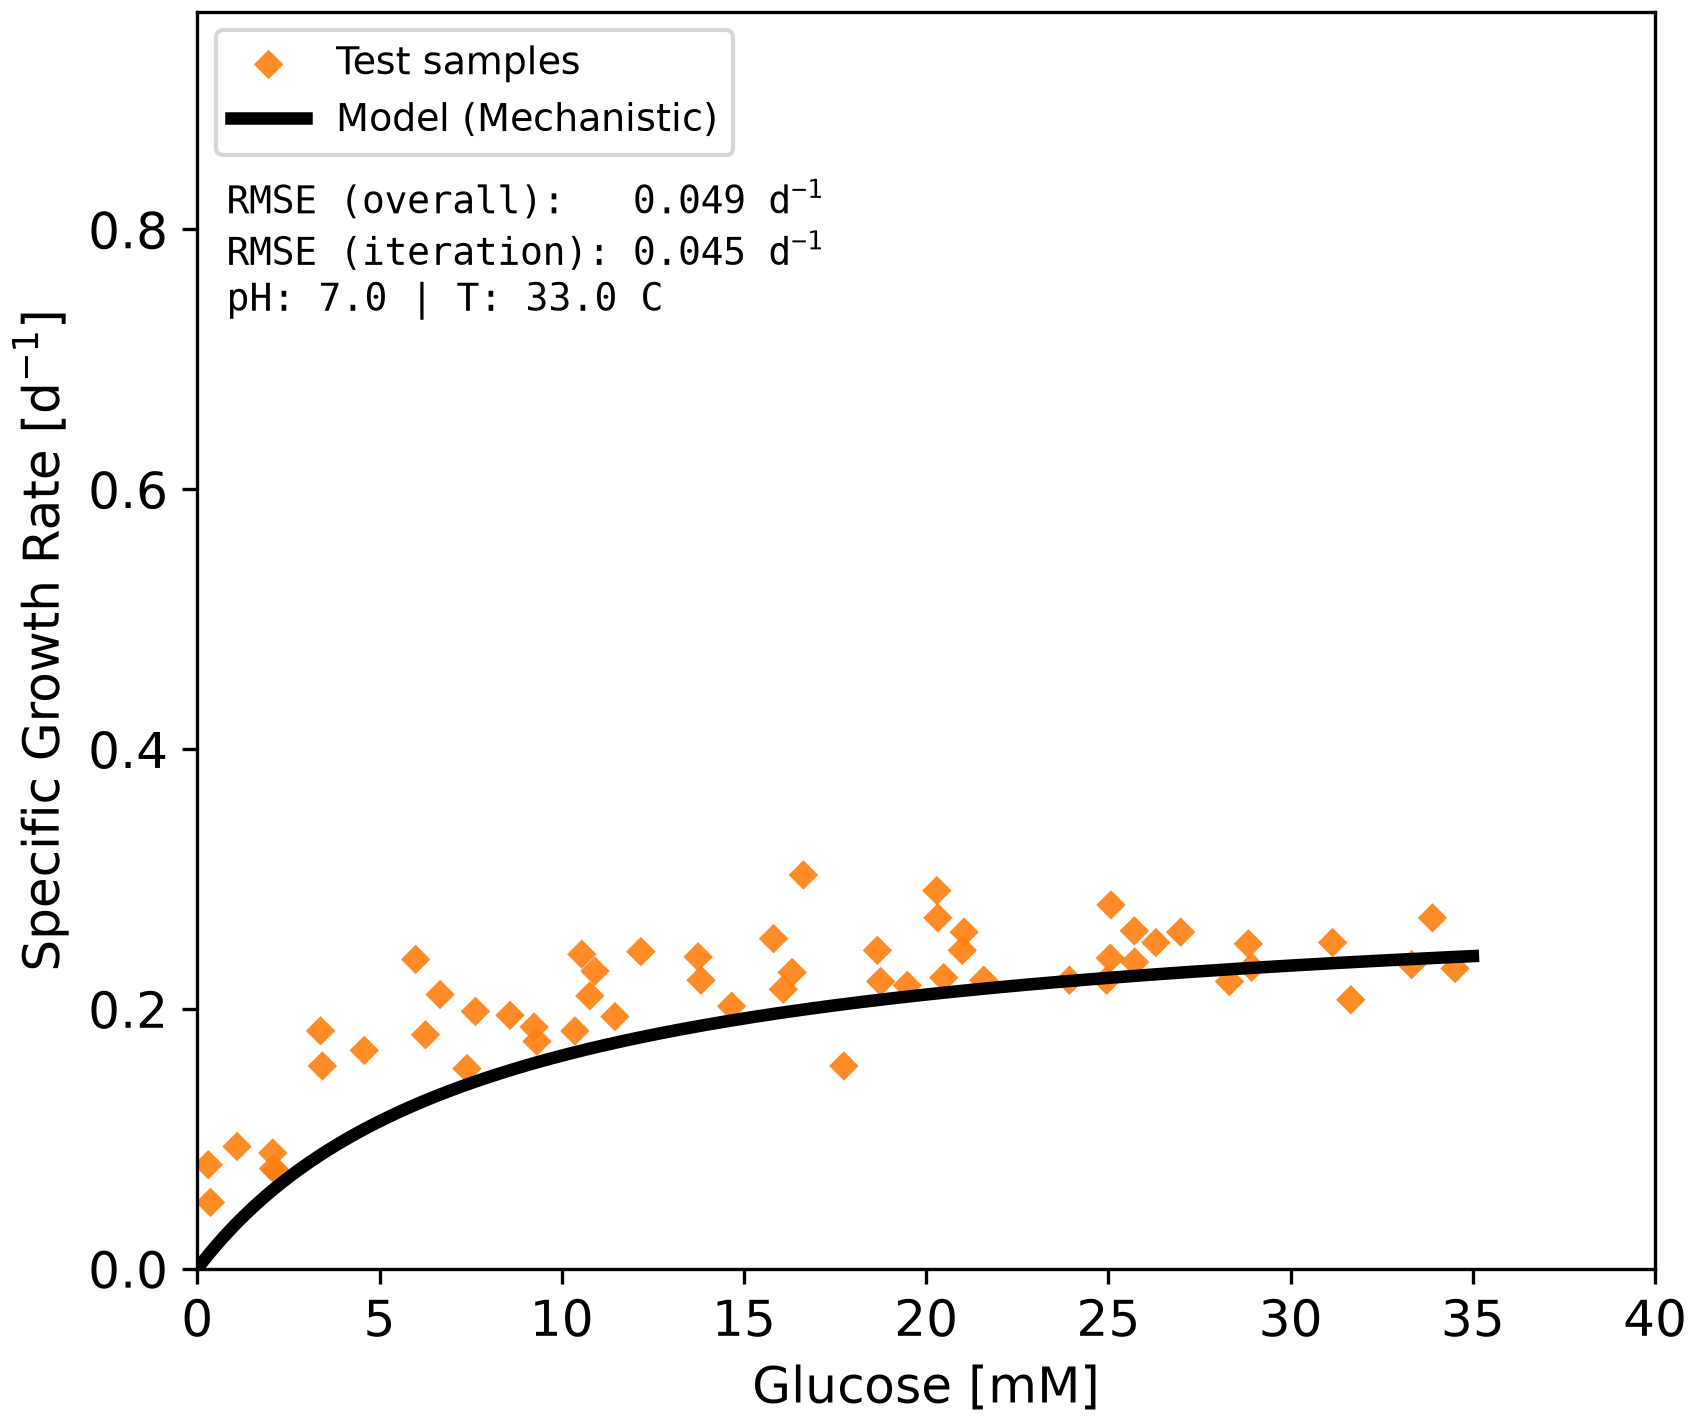 Test samples
Model (Mechanistic)
RMSE (overall):   0.049 d⁻¹
RMSE (iteration): 0.045 d⁻¹
pH: 7.0 | T: 33.0 C
Specific Growth Rate [d⁻¹]
0.8
0.6
0.4
0.2
0.0
0 5 10 15 20 25 30 35 40
Glucose [mM]